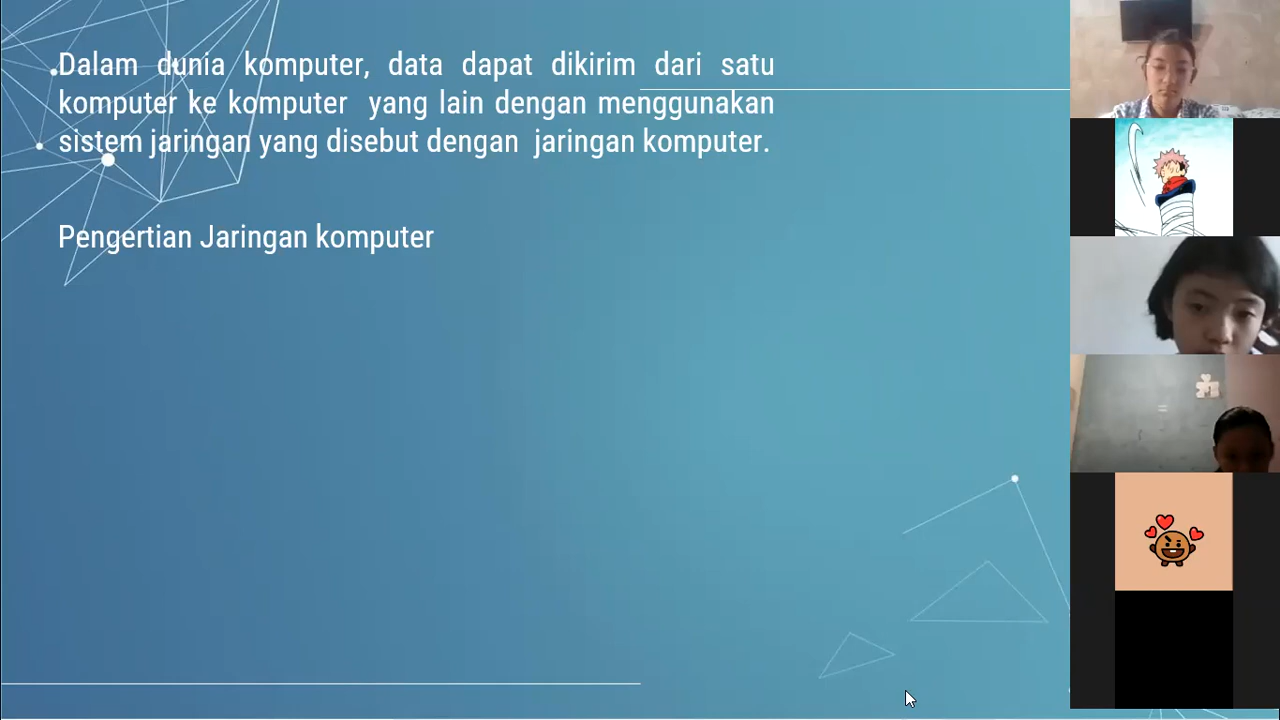 Dalam dunia komputer, data dapat dikirim dari satu
komputer ke komputer yang lain dengan menggunakan
sistem jaringan yang disebut dengan jaringan komputer.
Pengertian Jaringan komputer